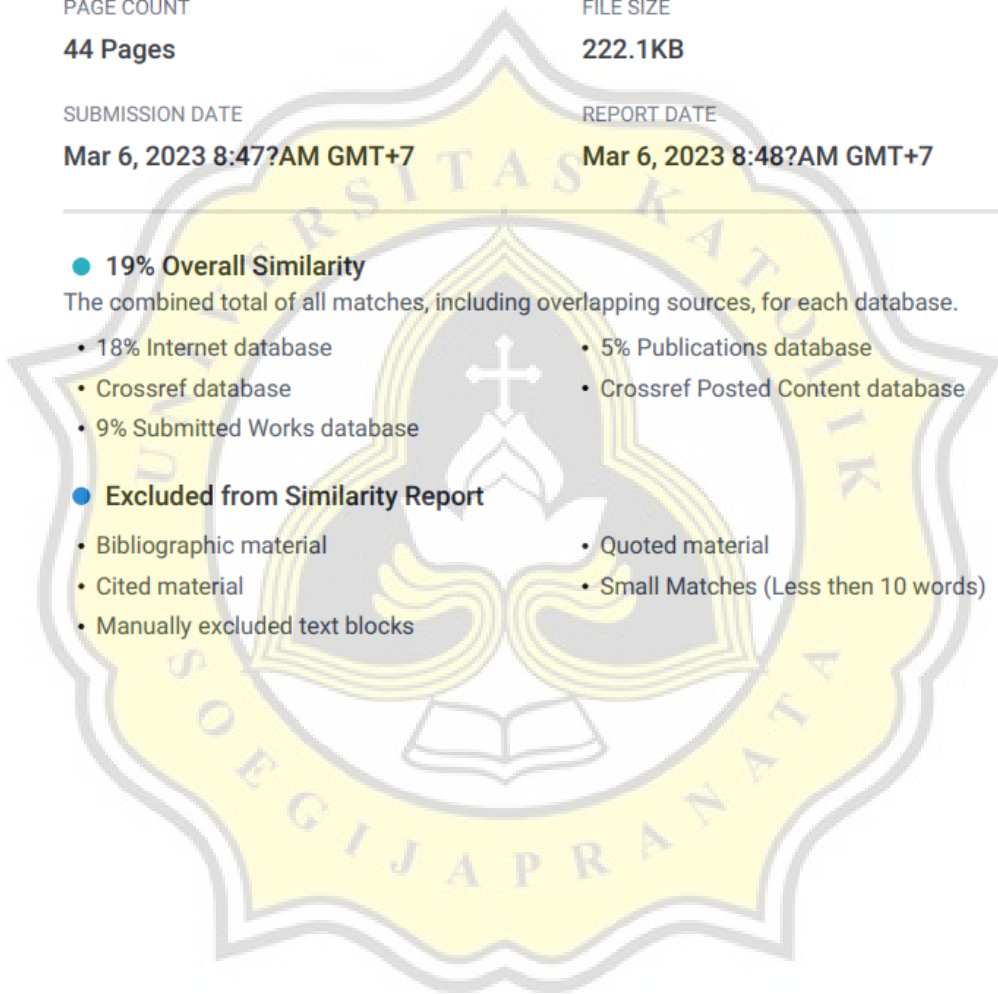 PAGE COUNT
FILE SIZE
44 Pages
222.1KB
SUBMISSION DATE
REPORT DATE
Mar 6, 2023 8:47?AM GMT+7
Mar 6, 2023 8:48?AM GMT+7
19% Overall Similarity
The combined total of all matches, including overlapping sources, for each database.
• 18% Internet database
• 5% Publications database
• Crossref database
• Crossref Posted Content database
• 9% Submitted Works database
Excluded from Similarity Report
• Bibliographic material
• Quoted material
• Cited material
• Small Matches (Less then 10 words)
• Manually excluded text blocks
UNIVERSITAS KATOLIK
SOEGIJAPRANATA